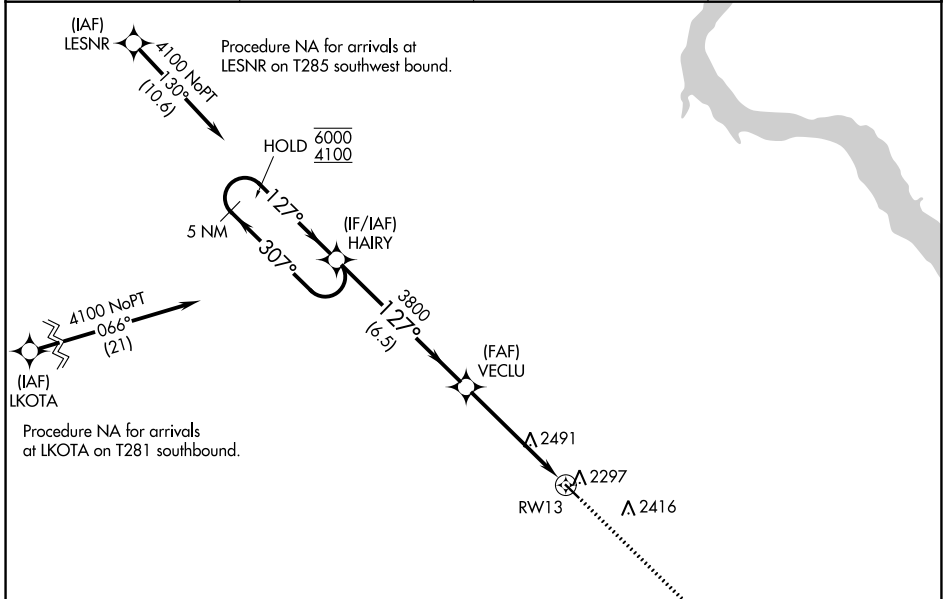 (IAF)
LESNR
4100 NoPT
130°
(10.6)
Procedure NA for arrivals at
LESNR on T285 southwest bound.
HOLD
6000
4100
127°
5 NM
307°
(IF/IAF)
HAIRY
4100 NoPT
066°
(21)
(IAF)
LKOTA
3800
127°
(6.5)
(FAF)
VECLU
Procedure NA for arrivals
at LKOTA on T281 southbound.
2491
2297
RW13
2416